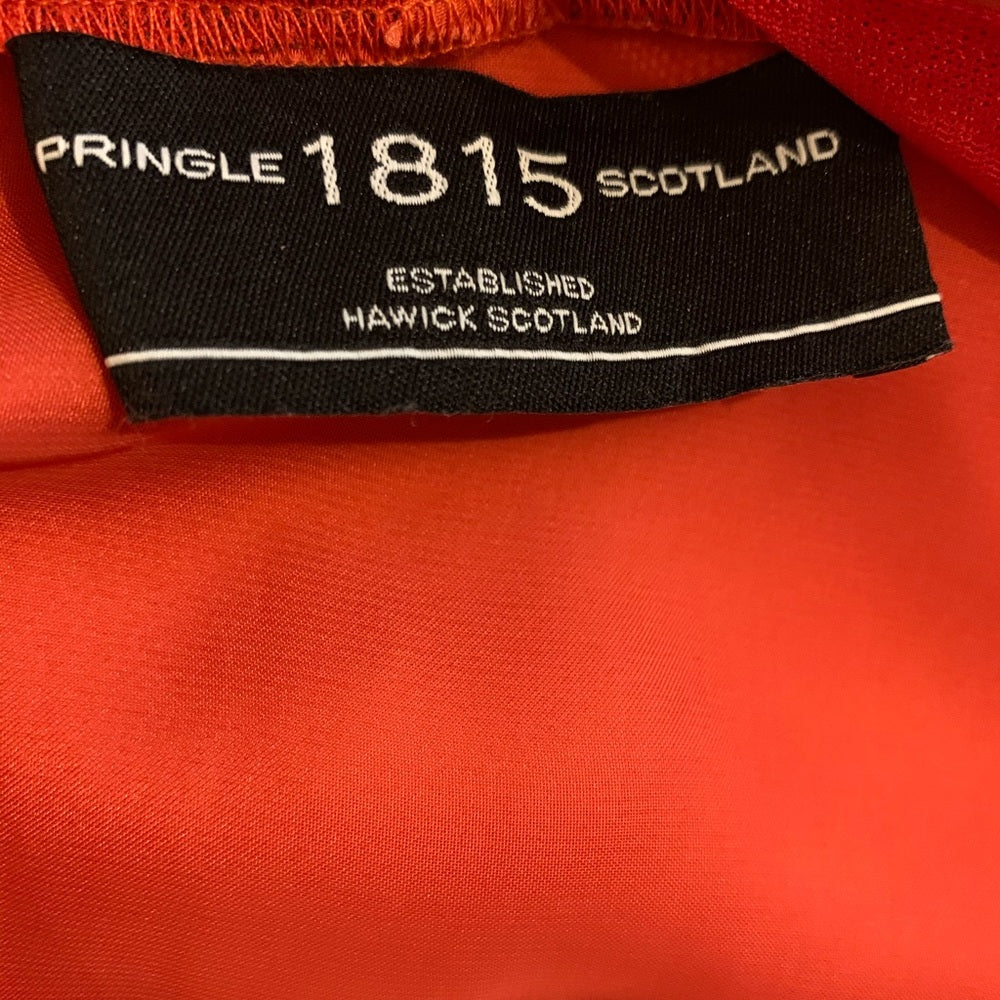 PRINGLE 1815 SCOTLAND
ESTABLISHED
HAWICK SCOTLAND